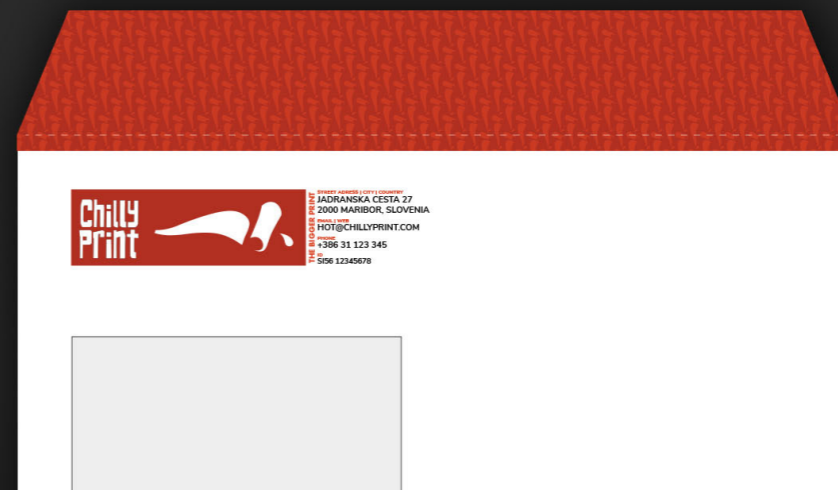 Chilly
Print
THE BIGGER PRINT
STREET ADRESS | CITY | COUNTRY
JADRANSKA CESTA 27
2000 MARIBOR, SLOVENIA
EMAIL | WEB
HOT@CHILLYPRINT.COM
PHONE
+386 31 123 345
ID
SI56 12345678